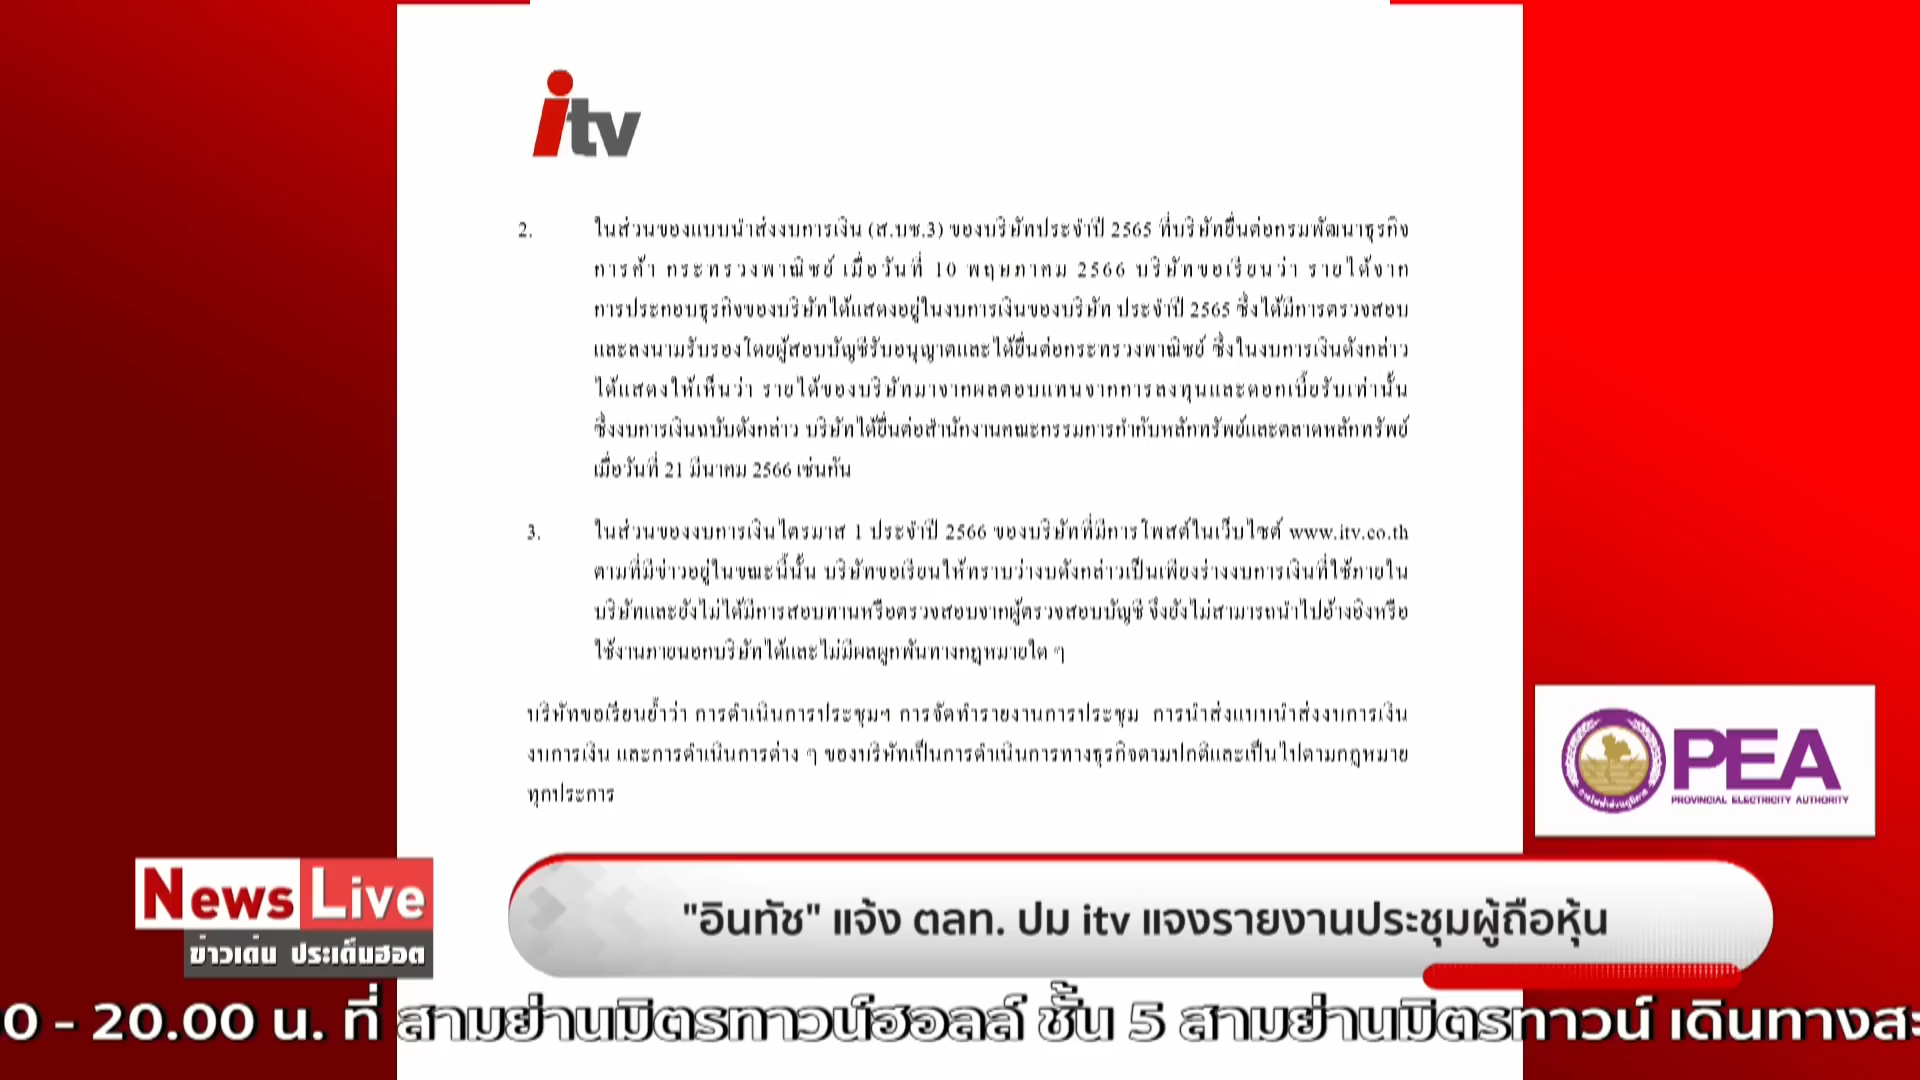 itv
2. ในส่วนของแบบนำส่งงบการเงิน (ส.บช.3) ของบริษัทประจำปี 2565 ที่บริษัทยื่นต่อกรมพัฒนาธุรกิจ
การค้า กระทรวงพาณิชย์ เมื่อวันที่ 10 พฤษภาคม 2566 บริษัทขอเรียนว่า รายได้จาก
การประกอบธุรกิจของบริษัทได้แสดงอยู่ในงบการเงินของบริษัท ประจำปี 2565 ซึ่งได้มีการตรวจสอบ
และลงนามรับรองโดยผู้สอบบัญชีรับอนุญาตและได้ยื่นต่อกระทรวงพาณิชย์ ซึ่งในงบการเงินดังกล่าว
ได้แสดงให้เห็นว่า รายได้ของบริษัทมาจากผลตอบแทนจากการลงทุนและดอกเบี้ยรับเท่านั้น
ซึ่งงบการเงินฉบับดังกล่าว บริษัทได้ยื่นต่อสำนักงานคณะกรรมการกำกับหลักทรัพย์และตลาดหลักทรัพย์
เมื่อวันที่ 21 มีนาคม 2566 เช่นกัน
3. ในส่วนของงบการเงินไตรมาส 1 ประจำปี 2566 ของบริษัทที่มีการโพสต์ในเว็บไซต์ www.itv.co.th
ตามที่มีข่าวอยู่ในขณะนี้นั้น บริษัทขอเรียนให้ทราบว่างบดังกล่าวเป็นเพียงร่างงบการเงินที่ใช้ภายใน
บริษัทและยังไม่ได้มีการสอบทานหรือตรวจสอบจากผู้ตรวจสอบบัญชี จึงยังไม่สามารถนำไปอ้างอิงหรือ
ใช้งานภายนอกบริษัทได้และไม่มีผลผูกพันทางกฎหมายใด ๆ
บริษัทขอเรียนย้ำว่า การดำเนินการประชุมฯ การจัดทำรายงานการประชุม การนำส่งแบบนำส่งงบการเงิน
งบการเงิน และการดำเนินการต่าง ๆ ของบริษัทเป็นการดำเนินการทางธุรกิจตามปกติและเป็นไปตามกฎหมาย
ทุกประการ
PEA
PROVINCIAL ELECTRICITY AUTHORITY
News Live
ข่าวเด่น ประเด็นฮอต
"อินทัช" แจ้ง ตลท. ปม itv แจงรายงานประชุมผู้ถือหุ้น
0 - 20.00 น. ที่ สามย่านมิตรทาวน์ฮอลล์ ชั้น 5 สามย่านมิตรทาวน์ เดินทางสะ